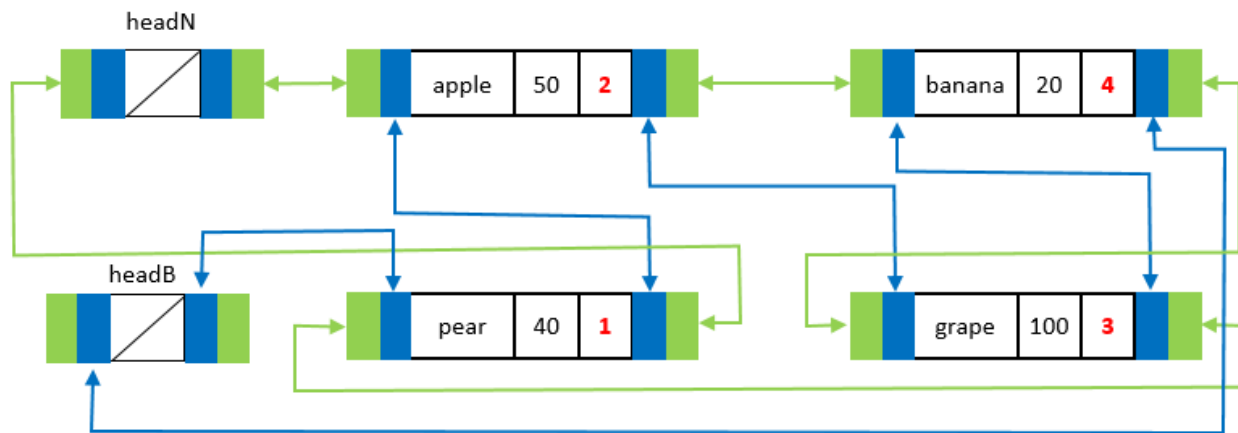 headN
apple 50 2
banana 20 4
headB
pear 40 1
grape 100 3